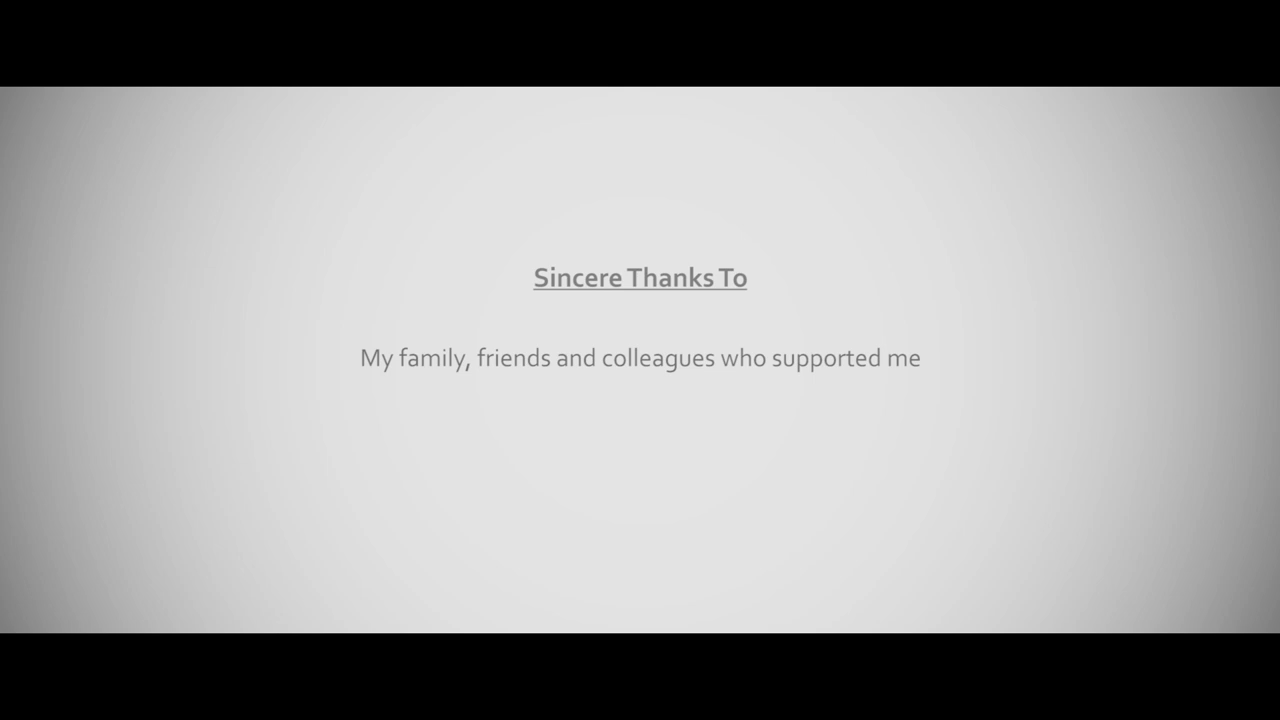 Sincere Thanks To
My family, friends and colleagues who supported me